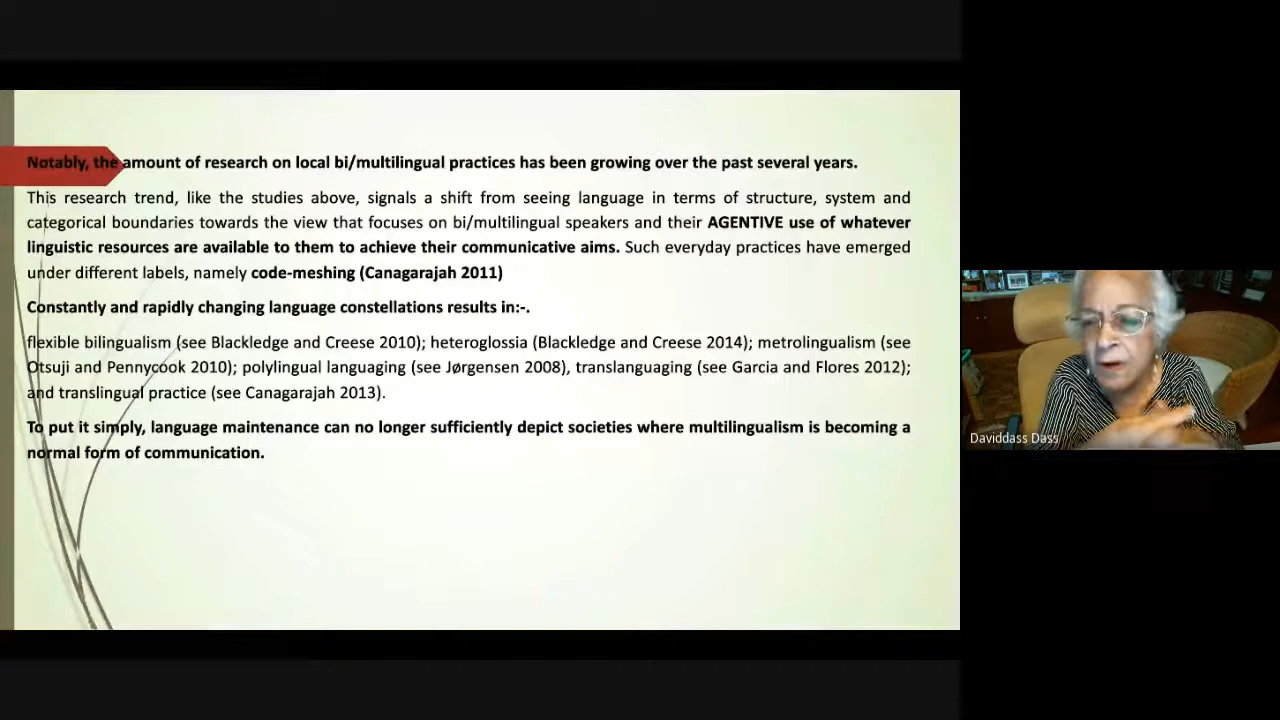 Notably, the amount of research on local bi/multilingual practices has been growing over the past several years.
This research trend, like the studies above, signals a shift from seeing language in terms of structure, system and
categorical boundaries towards the view that focuses on bi/multilingual speakers and their AGENTIVE use of whatever
linguistic resources are available to them to achieve their communicative aims. Such everyday practices have emerged
under different labels, namely code-meshing (Canagarajah 2011)
Constantly and rapidly changing language constellations results in:-.
flexible bilingualism (see Blackledge and Creese 2010); heteroglossia (Blackledge and Creese 2014); metrolingualism (see
Otsuji and Pennycook 2010); polylingual languaging (see Jørgensen 2008), translanguaging (see Garcia and Flores 2012);
and translingual practice (see Canagarajah 2013).
To put it simply, language maintenance can no longer sufficiently depict societies where multilingualism is becoming a
normal form of communication.
Daviddass Dass